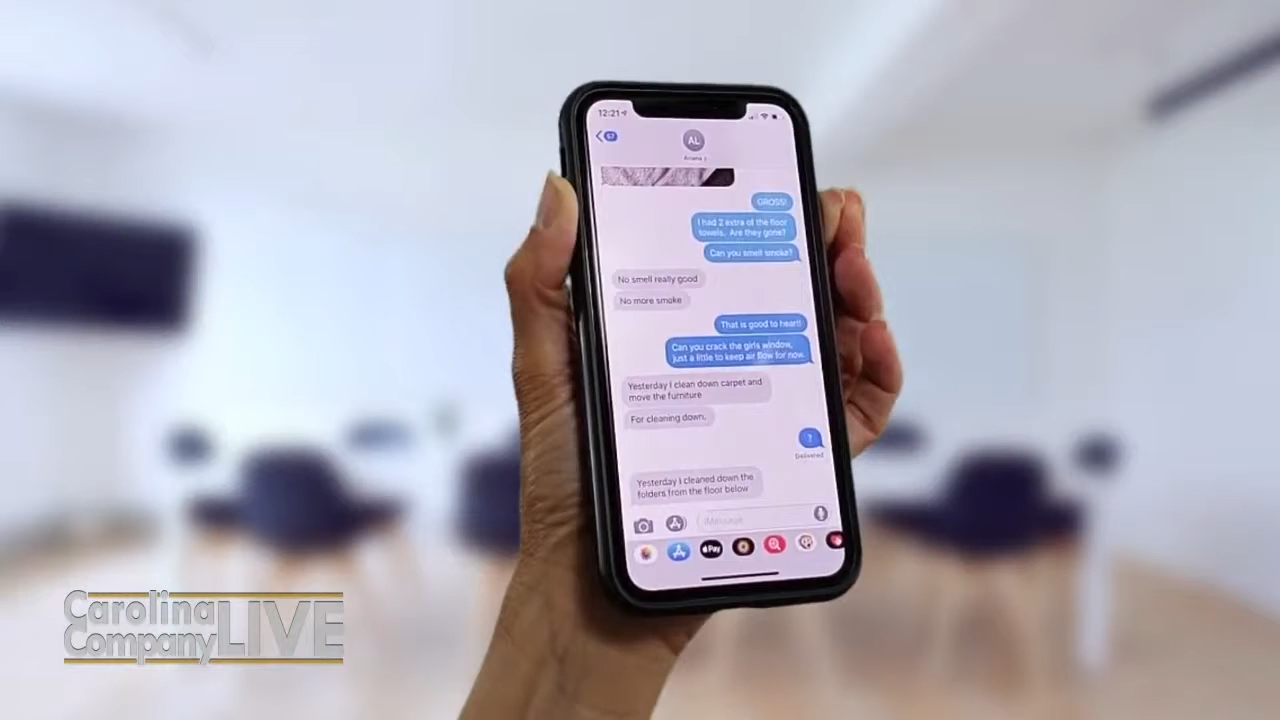 12:21
57
AL
GROSS!
I had 2 extra of the floor
towels. Are they gone?
Can you smell smoke?
No smell really good
No more smoke
That is good to hear!!
Can you crack the girls window,
just a little to keep air flow for now.
Yesterday I clean down carpet and
move the furniture
For cleaning down.
?
Delivered
Yesterday I cleaned down the
folders from the floor below
iMessage
Pay
Carolina
Company LIVE